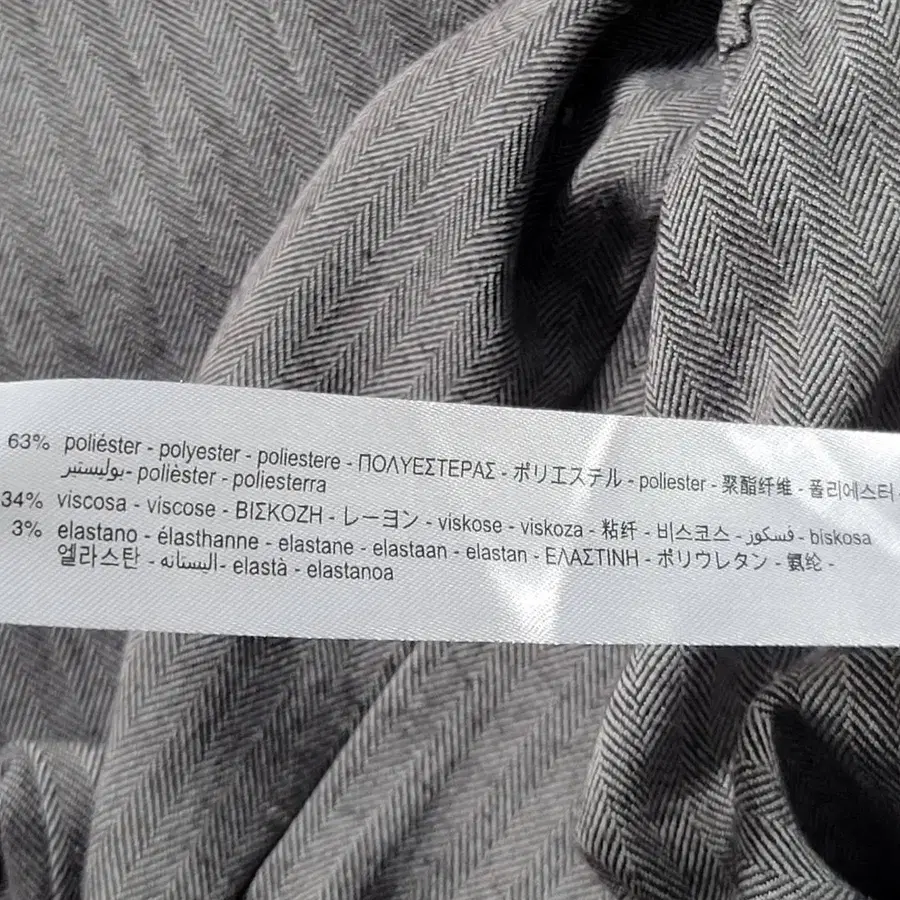 63% poliéster - polyester - poliestere - ΠΟΛΥΕΣΤΕΡΑΣ - ポリエステル - poliester - 聚酯纤维 - 폴리에스터 -
بوليستير - polièster - poliesterra
34% viscosa - viscose - ΒΙΣΚΟΖΗ - レーヨン - viskose - viskoza - 粘纤 - 비스코스 - فسكوز - biskosa
3% elastano - élasthanne - elastane - elastaan - elastan - ΕΛΑΣΤΙΝΗ - ポリウレタン - 氨纶 -
엘라스탄 - اليستانه - elastà - elastanoa